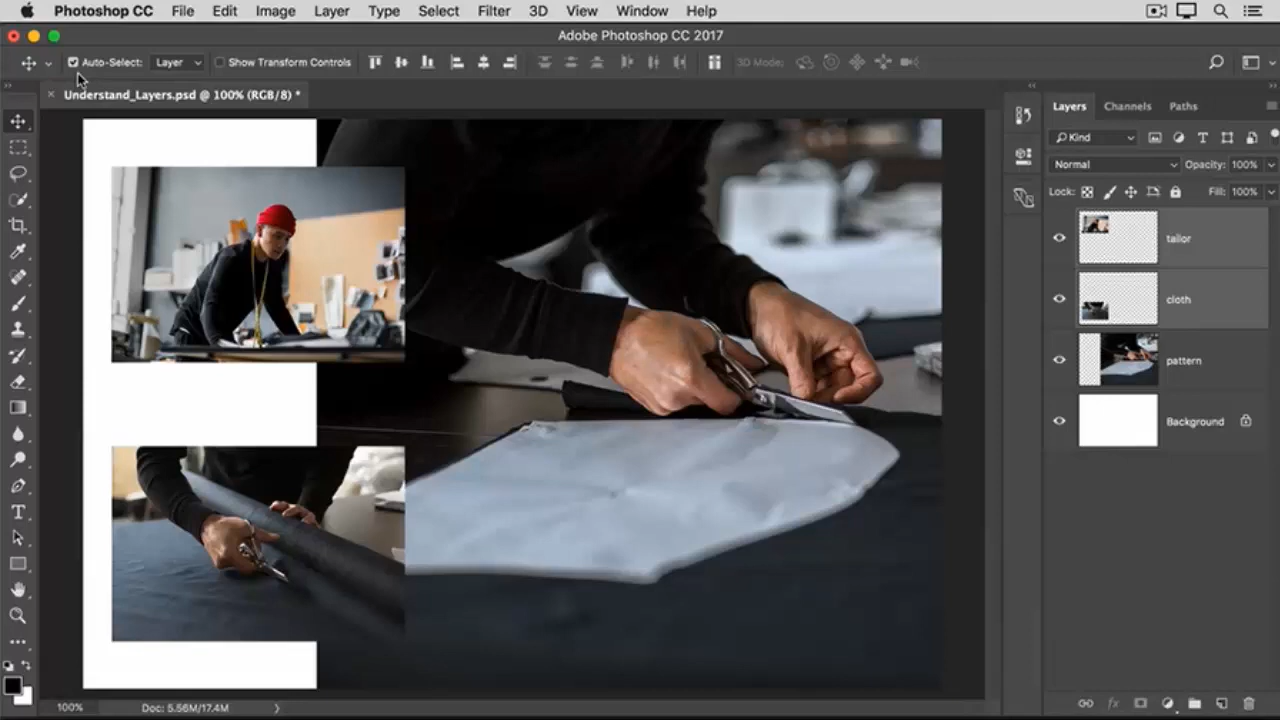 Photoshop CC File Edit Image Layer Type Select Filter 3D View Window Help
Adobe Photoshop CC 2017
Auto-Select: Layer Show Transform Controls 3D Mode:
Understand_Layers.psd @ 100% (RGB/8) *
Layers Channels Paths
Kind
Normal Opacity: 100%
Lock: Fill: 100%
tailor
cloth
pattern
Background
100% Doc: 5.56M/17.4M